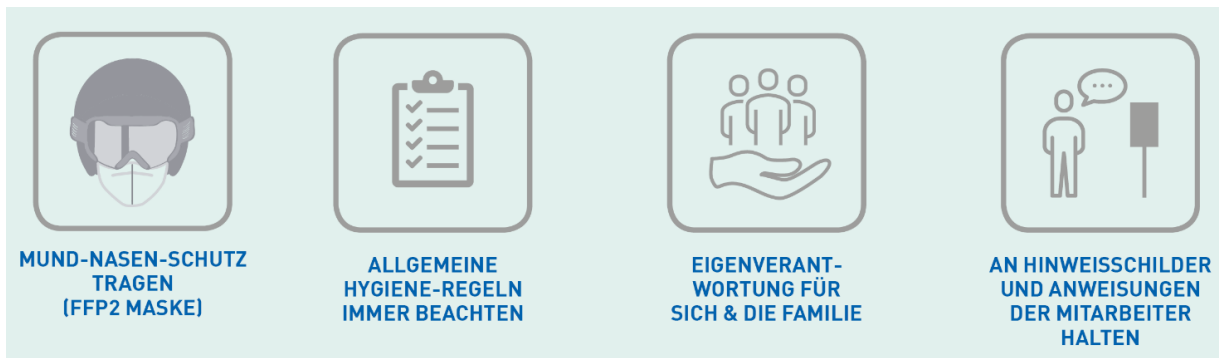 MUND-NASEN-SCHUTZ
TRAGEN
(FFP2 MASKE)
ALLGEMEINE
HYGIENE-REGELN
IMMER BEACHTEN
EIGENVERANT-
WORTUNG FÜR
SICH & DIE FAMILIE
AN HINWEISSCHILDER
UND ANWEISUNGEN
DER MITARBEITER
HALTEN